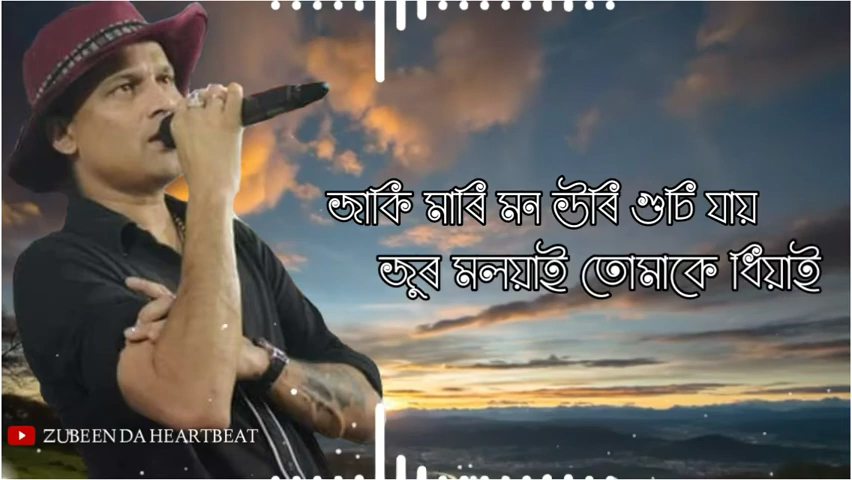 জাকি মাৰি মন উৰি গুচি যায়
জুৰ মলয়াই তোমাকে ধিয়াই
ZUBEEN DA HEARTBEAT